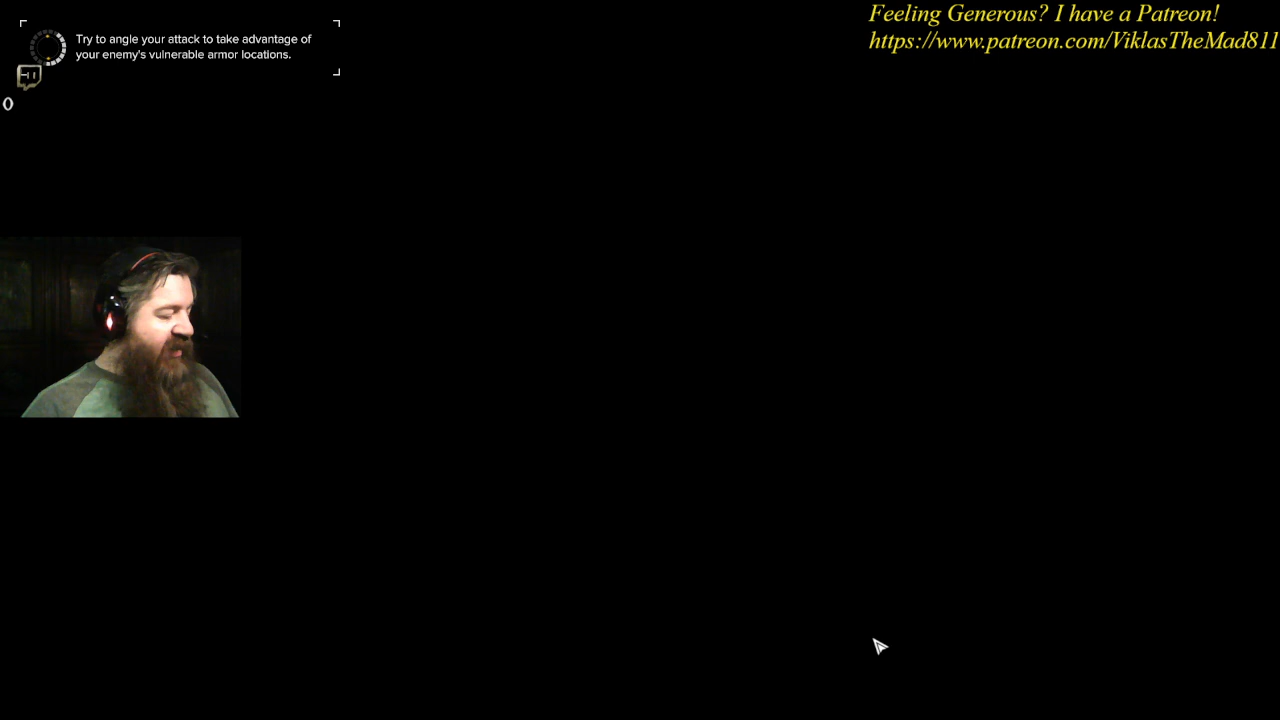 Feeling Generous? I have a Patreon!
https://www.patreon.com/ViklasTheMad811
Try to angle your attack to take advantage of
your enemy's vulnerable armor locations.
0